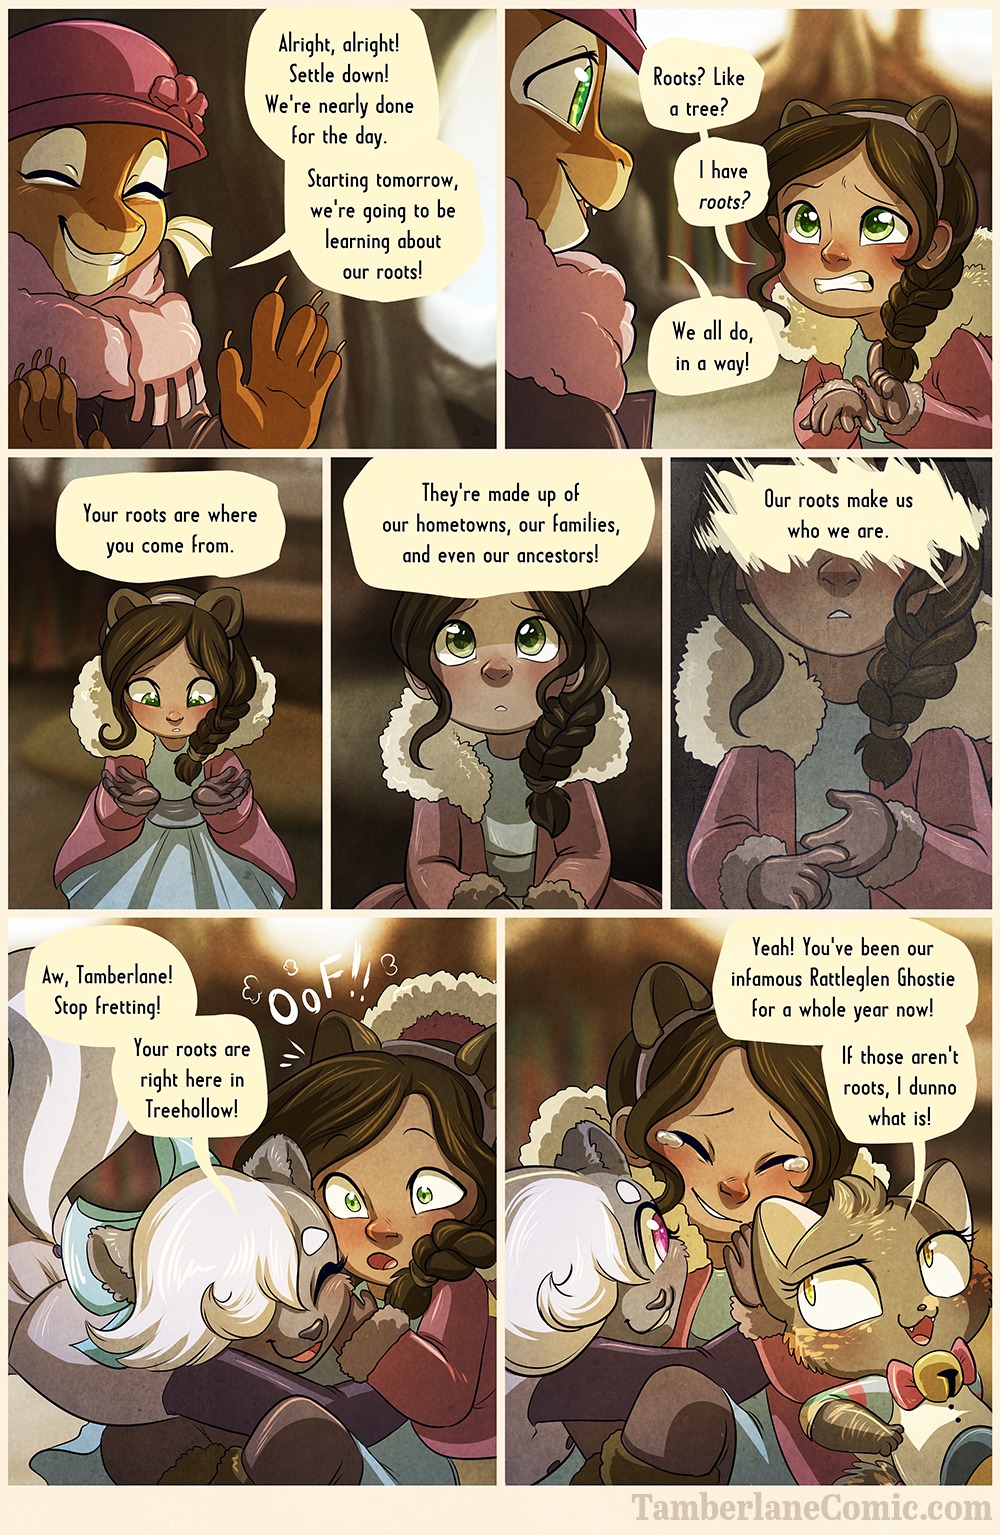 Alright, alright!
Settle down!
We're nearly done
for the day.
Starting tomorrow,
we're going to be
learning about
our roots!
Roots? Like
a tree?
I have
roots?
We all do,
in a way!
Your roots are where
you come from.
They're made up of
our hometowns, our families,
and even our ancestors!
Our roots make us
who we are.
Aw, Tamberlane!
Stop fretting!
OOF!!
Your roots are
right here in
Treehollow!
Yeah! You've been our
infamous Rattleglen Ghostie
for a whole year now!
If those aren't
roots, I dunno
what is!
TamberlaneComic.com